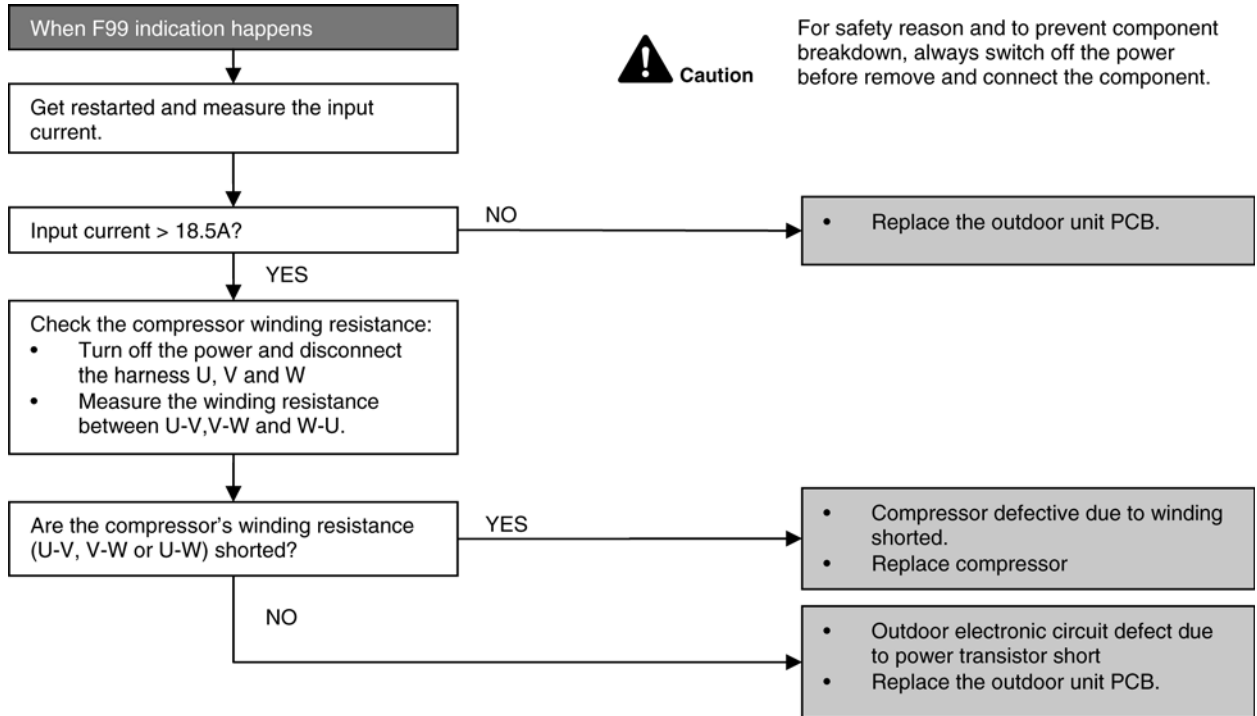 When F99 indication happens
For safety reason and to prevent component
breakdown, always switch off the power
before remove and connect the component.
Caution
Get restarted and measure the input
current.
Input current > 18.5A?
NO
• Replace the outdoor unit PCB.
YES
Check the compressor winding resistance:
• Turn off the power and disconnect
the harness U, V and W
• Measure the winding resistance
between U-V,V-W and W-U.
Are the compressor's winding resistance
(U-V, V-W or U-W) shorted?
YES
• Compressor defective due to winding
shorted.
• Replace compressor
NO
• Outdoor electronic circuit defect due
to power transistor short
• Replace the outdoor unit PCB.